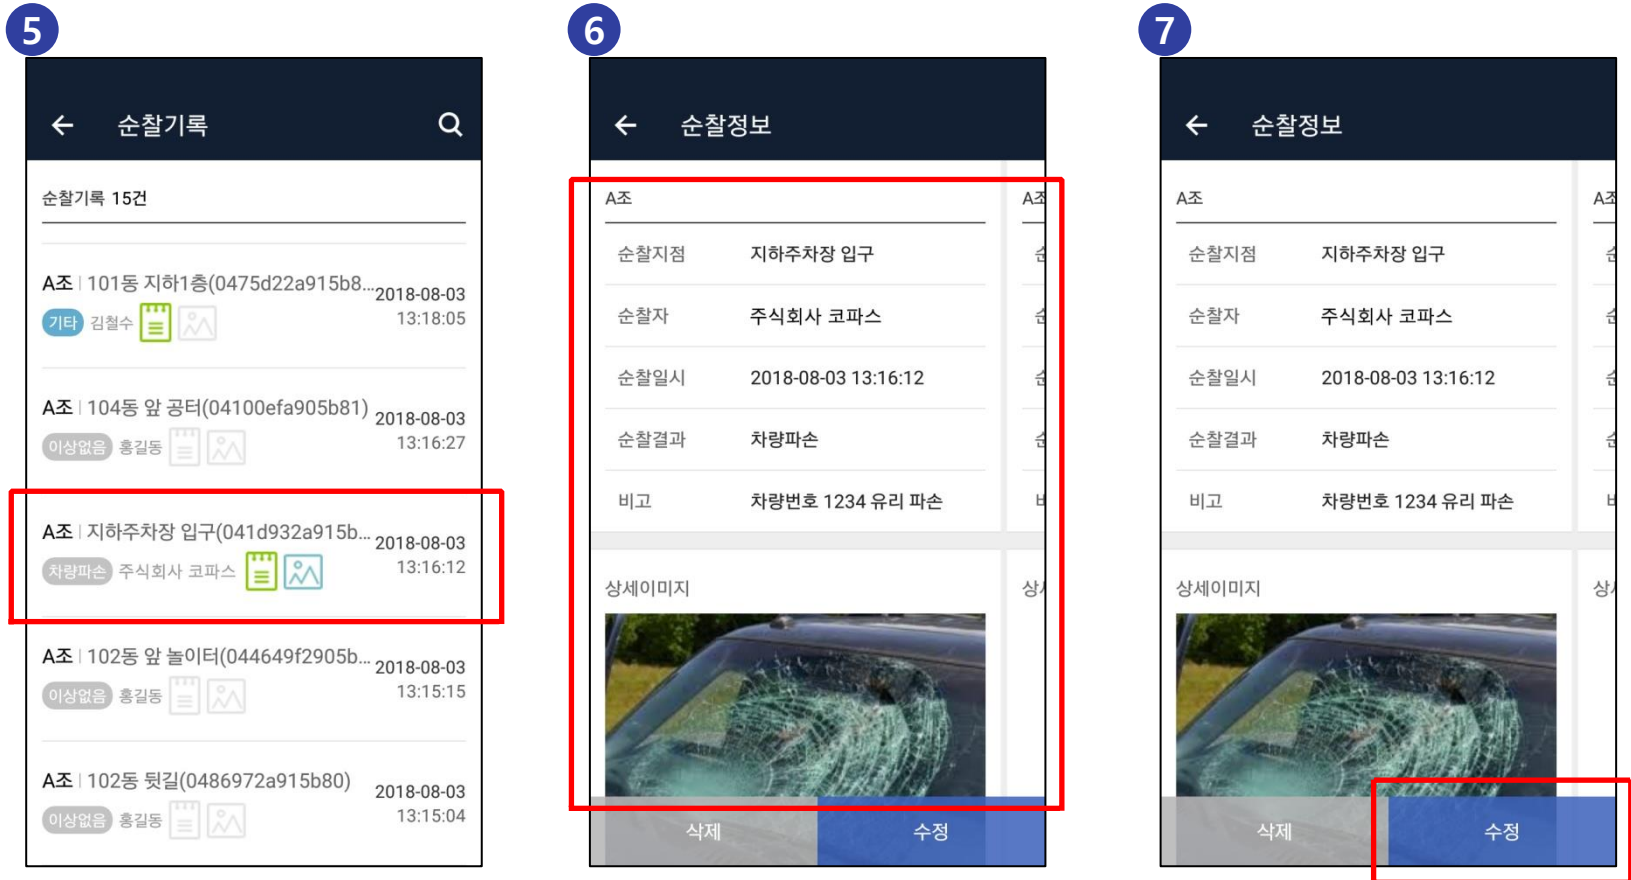 5
순찰기록
순찰기록 15건
A조 | 101동 지하1층(0475d22a915b8...
2018-08-03
기타 김철수
13:18:05
A조 | 104동 앞 공터(04100efa905b81)
2018-08-03
이상없음 홍길동
13:16:27
A조 | 지하주차장 입구(041d932a915b...
2018-08-03
차량파손 주식회사 코파스
13:16:12
A조 | 102동 앞 놀이터(044649f2905b...
2018-08-03
이상없음 홍길동
13:15:15
A조 | 102동 뒷길(0486972a915b80)
2018-08-03
이상없음 홍길동
13:15:04
6
순찰정보
A조
A조
순찰지점 지하주차장 입구
순찰자 주식회사 코파스
순찰일시 2018-08-03 13:16:12
순찰결과 차량파손
비고 차량번호 1234 유리 파손
상세이미지
삭제 수정
7
순찰정보
A조
A조
순찰지점 지하주차장 입구
순찰자 주식회사 코파스
순찰일시 2018-08-03 13:16:12
순찰결과 차량파손
비고 차량번호 1234 유리 파손
상세이미지
삭제 수정